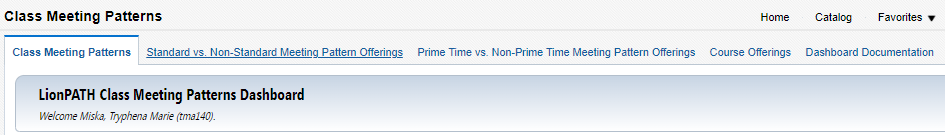 Class Meeting Patterns Home Catalog Favorites
Class Meeting Patterns Standard vs. Non-Standard Meeting Pattern Offerings Prime Time vs. Non-Prime Time Meeting Pattern Offerings Course Offerings Dashboard Documentation
LionPATH Class Meeting Patterns Dashboard
Welcome Miska, Tryphena Marie (tma140).